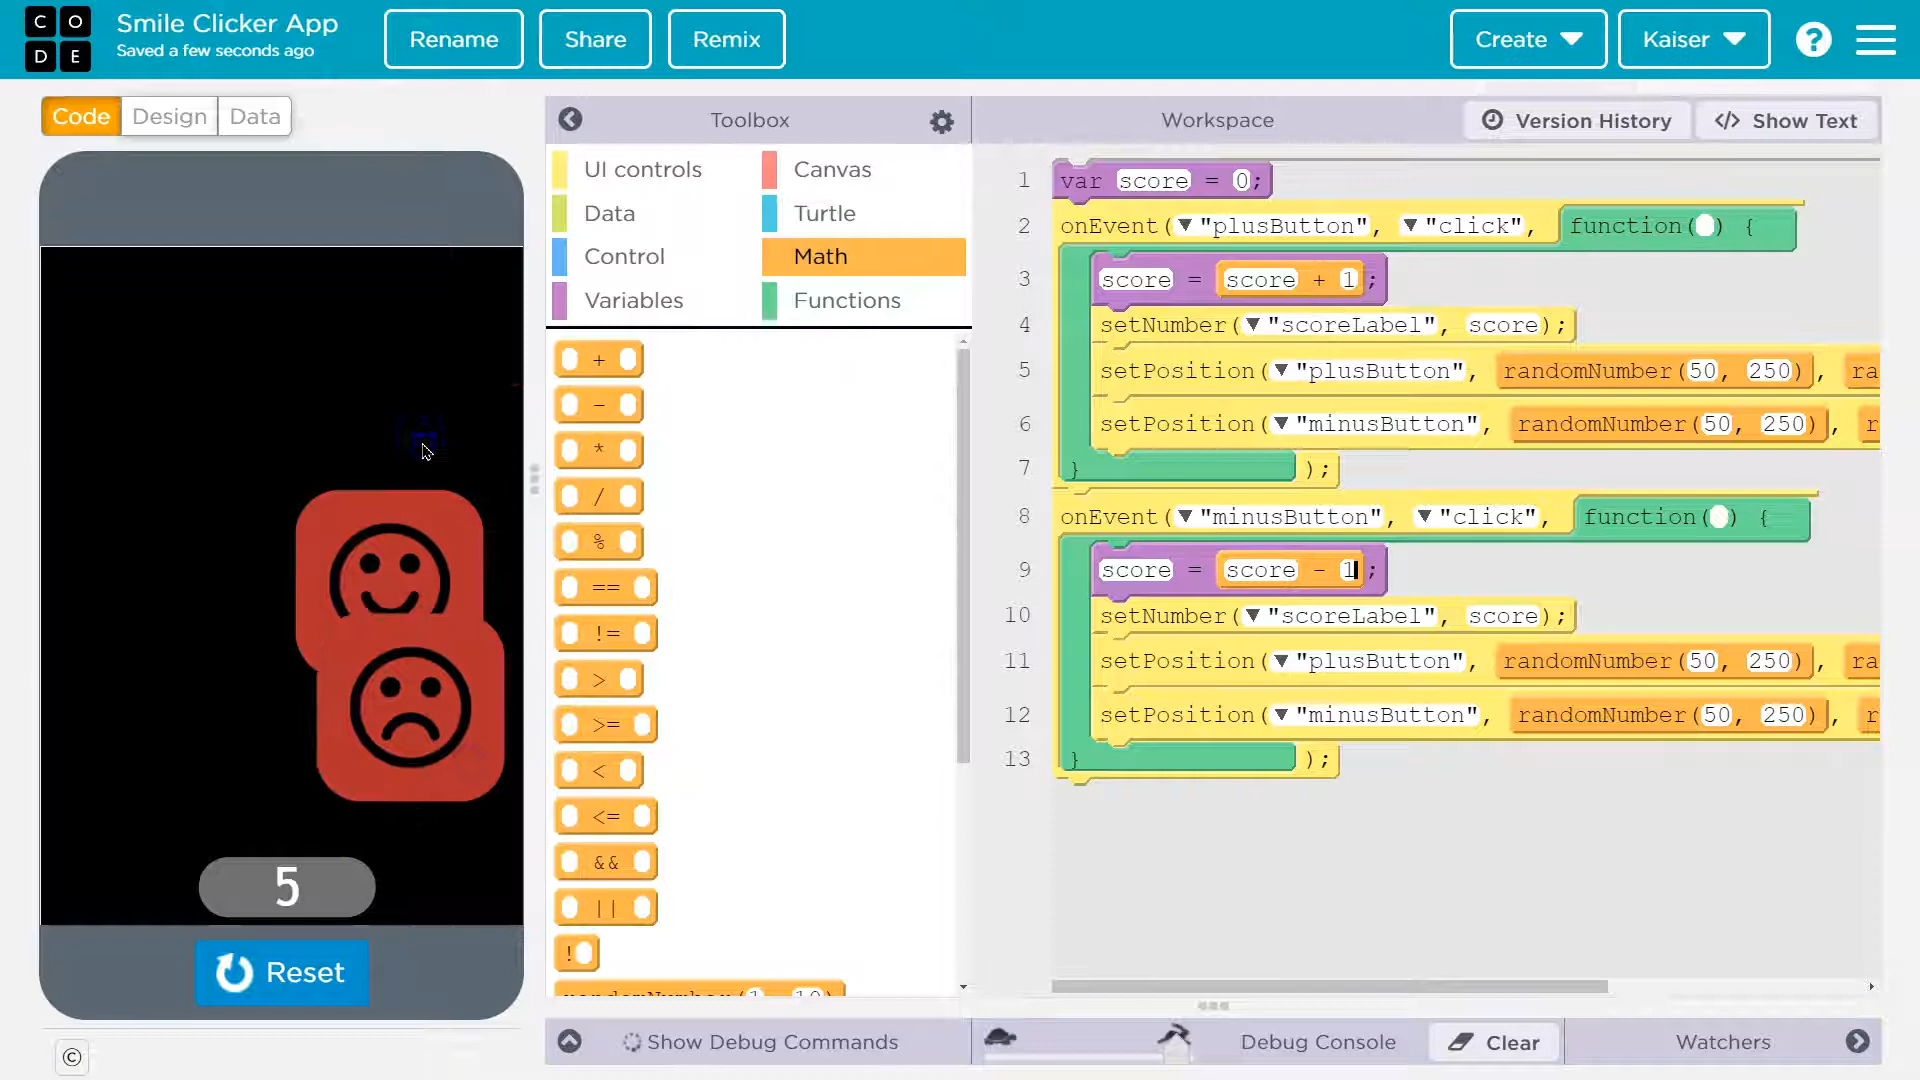 C O
D E
Smile Clicker App
Saved a few seconds ago
Rename
Share
Remix
Create
Kaiser
?
Code
Design
Data
Toolbox
Workspace
Version History
</> Show Text
UI controls
Canvas
Data
Turtle
Control
Math
Variables
Functions
+
-
*
/
%
==
!=
>
>=
<
<=
&&
||
!
randomNumber(1, 10)
1 var score = 0;
2 onEvent(▼"plusButton", ▼"click", function( ) {
3 score = score + 1;
4 setNumber(▼"scoreLabel", score);
5 setPosition(▼"plusButton", randomNumber(50, 250), ra
6 setPosition(▼"minusButton", randomNumber(50, 250), r
7 } );
8 onEvent(▼"minusButton", ▼"click", function( ) {
9 score = score - 1;
10 setNumber(▼"scoreLabel", score);
11 setPosition(▼"plusButton", randomNumber(50, 250), ra
12 setPosition(▼"minusButton", randomNumber(50, 250), r
13 } );
5
Reset
©
Show Debug Commands
Debug Console
Clear
Watchers